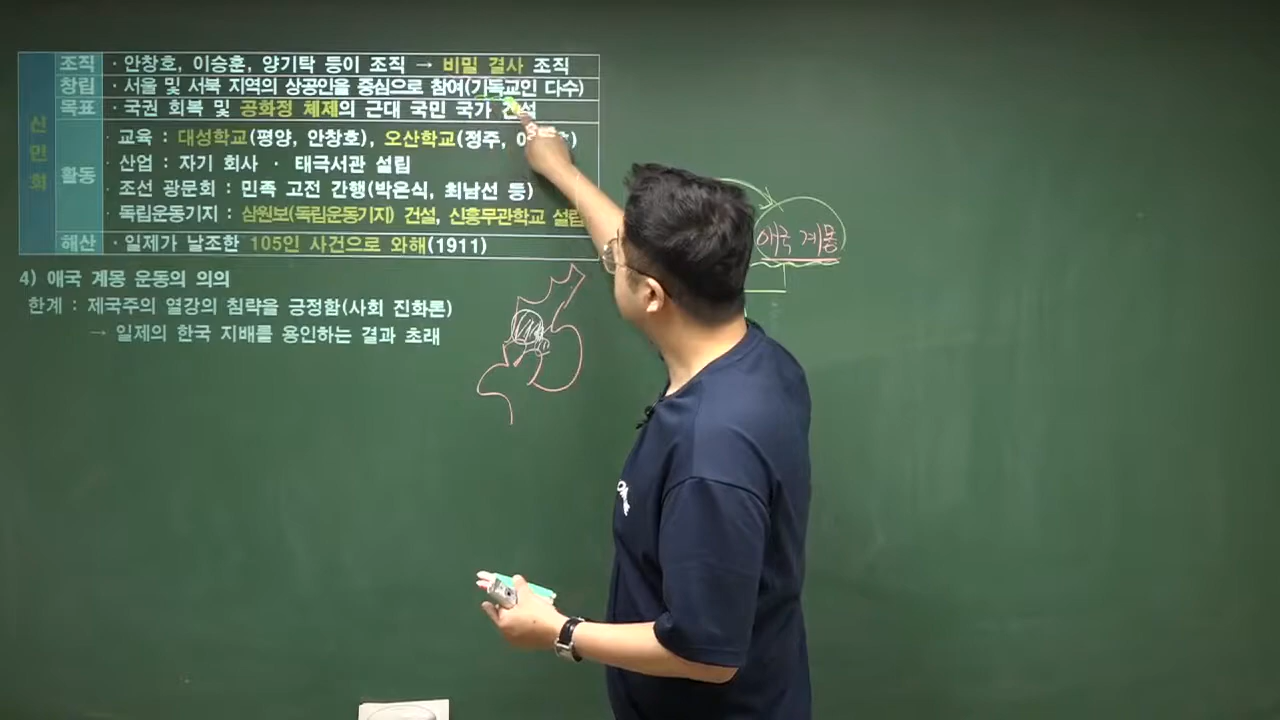 신민회
조직 · 안창호, 이승훈, 양기탁 등이 조직 → 비밀 결사 조직
창립 · 서울 및 서북 지역의 상공인을 중심으로 참여(기독교인 다수)
목표 · 국권 회복 및 공화정 체제의 근대 국민 국가 건설
활동
· 교육 : 대성학교(평양, 안창호), 오산학교(정주,
· 산업 : 자기 회사 · 태극서관 설립
· 조선 광문회 : 민족 고전 간행(박은식, 최남선 등)
· 독립운동기지 : 삼원보(독립운동기지) 건설, 신흥무관학교 설립
해산 · 일제가 날조한 105인 사건으로 와해(1911)
4) 애국 계몽 운동의 의의
한계 : 제국주의 열강의 침략을 긍정함(사회 진화론)
→ 일제의 한국 지배를 용인하는 결과 초래
애국 계몽